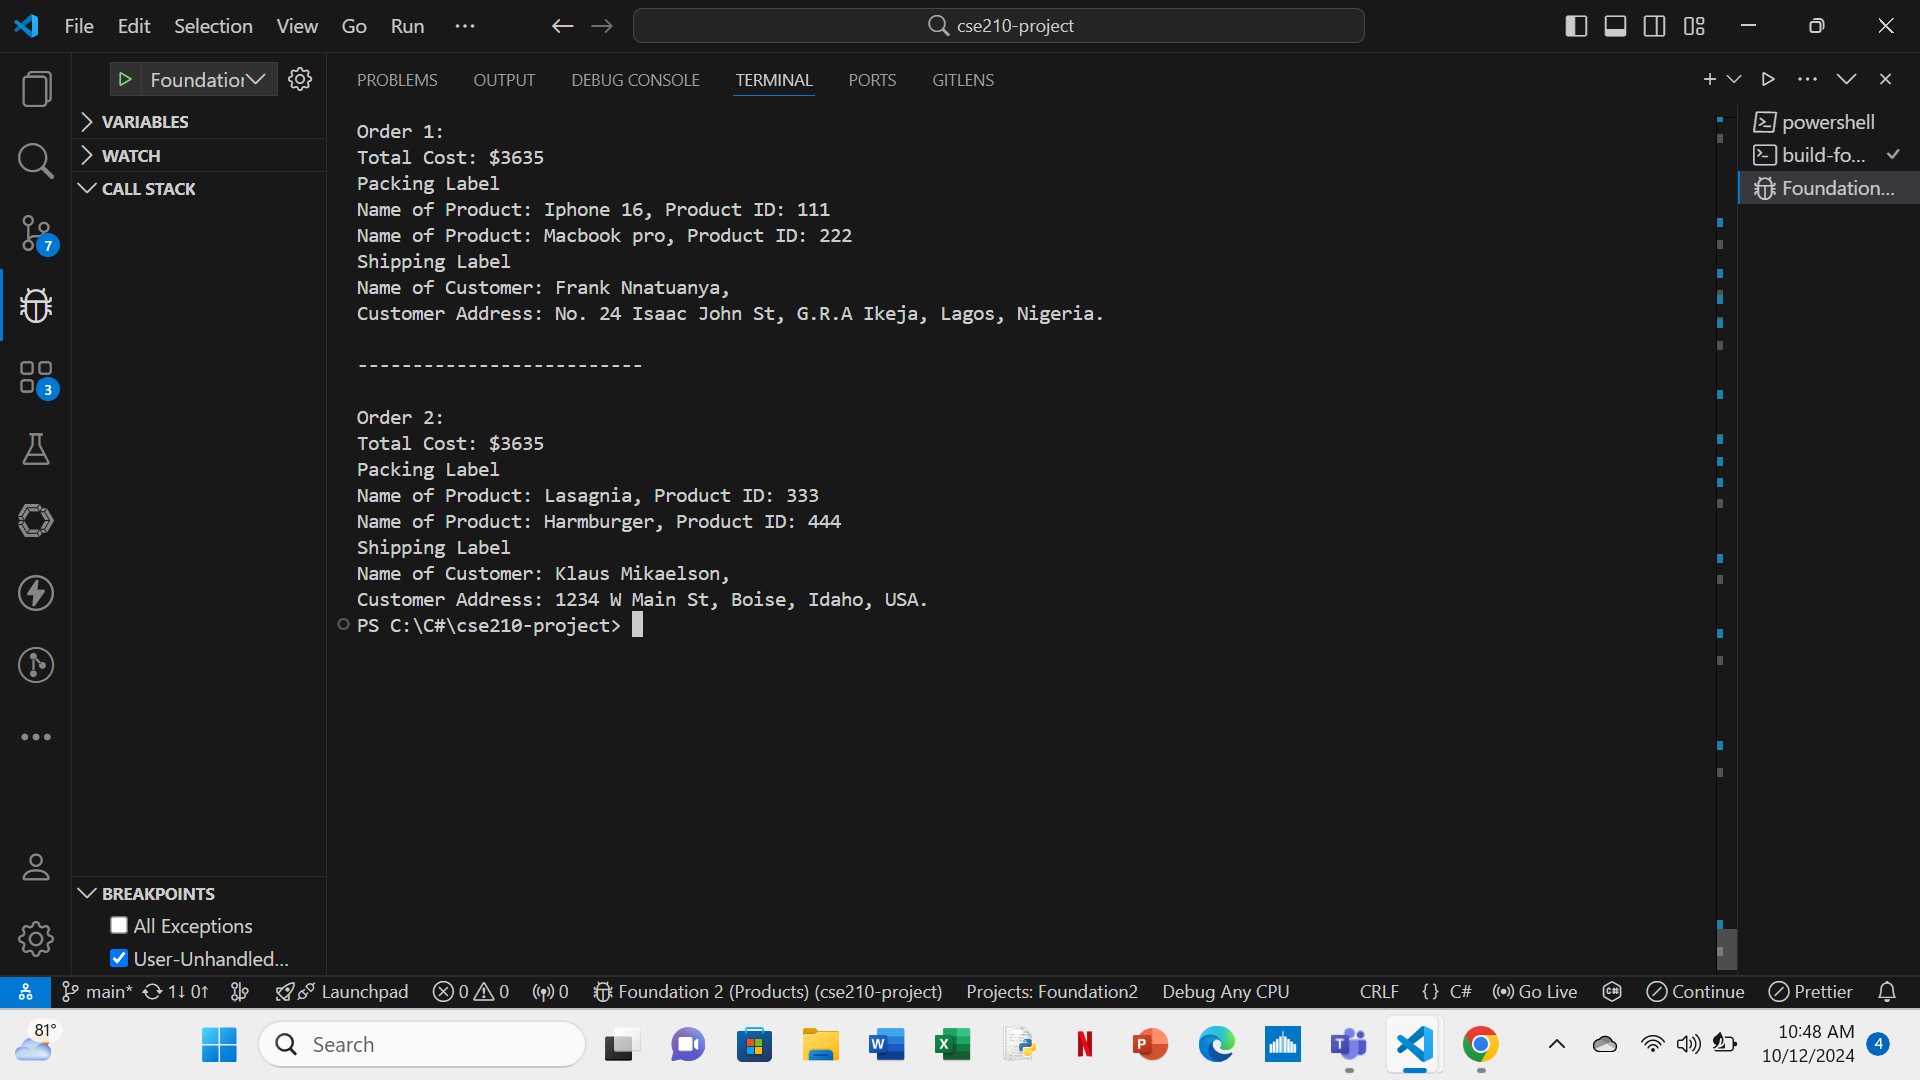 File Edit Selection View Go Run ···
cse210-project
Foundation
VARIABLES
WATCH
CALL STACK
7
3
BREAKPOINTS
All Exceptions
User-Unhandled...
PROBLEMS OUTPUT DEBUG CONSOLE TERMINAL PORTS GITLENS
Order 1:
Total Cost: $3635
Packing Label
Name of Product: Iphone 16, Product ID: 111
Name of Product: Macbook pro, Product ID: 222
Shipping Label
Name of Customer: Frank Nnatuanya,
Customer Address: No. 24 Isaac John St, G.R.A Ikeja, Lagos, Nigeria.
--------------------------
Order 2:
Total Cost: $3635
Packing Label
Name of Product: Lasagnia, Product ID: 333
Name of Product: Harmburger, Product ID: 444
Shipping Label
Name of Customer: Klaus Mikaelson,
Customer Address: 1234 W Main St, Boise, Idaho, USA.
PS C:\C#\cse210-project>
powershell
build-fo...
Foundation...
main* 1↓ 0↑ Launchpad 0 0 0 Foundation 2 (Products) (cse210-project) Projects: Foundation2 Debug Any CPU CRLF {} C# Go Live Continue Prettier
81°
Search
10:48 AM
10/12/2024
4